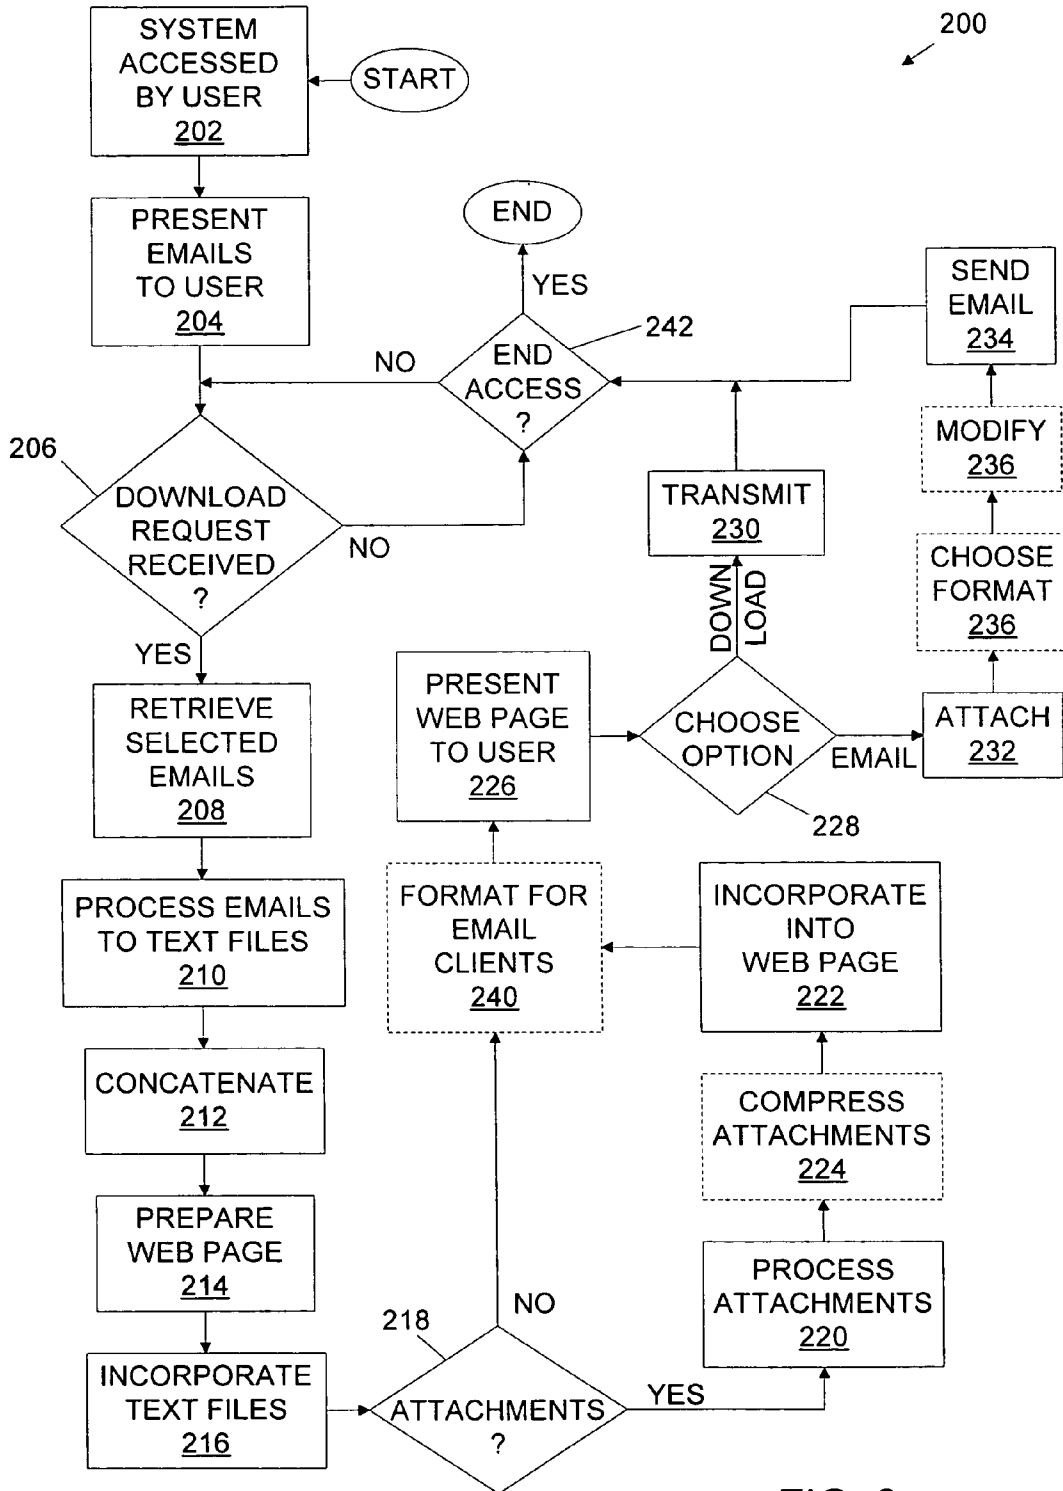 200
SYSTEM
ACCESSED
BY USER
202
START
PRESENT
EMAILS
TO USER
204
END
YES
242
END
ACCESS
?
NO
SEND
EMAIL
234
MODIFY
236
CHOOSE
FORMAT
236
ATTACH
232
206
DOWNLOAD
REQUEST
RECEIVED
?
NO
YES
TRANSMIT
230
DOWN
LOAD
CHOOSE
OPTION
EMAIL
228
PRESENT
WEB PAGE
TO USER
226
RETRIEVE
SELECTED
EMAILS
208
PROCESS EMAILS
TO TEXT FILES
210
FORMAT FOR
EMAIL
CLIENTS
240
INCORPORATE
INTO
WEB PAGE
222
CONCATENATE
212
COMPRESS
ATTACHMENTS
224
PREPARE
WEB PAGE
214
PROCESS
ATTACHMENTS
220
INCORPORATE
TEXT FILES
216
218
NO
ATTACHMENTS
?
YES